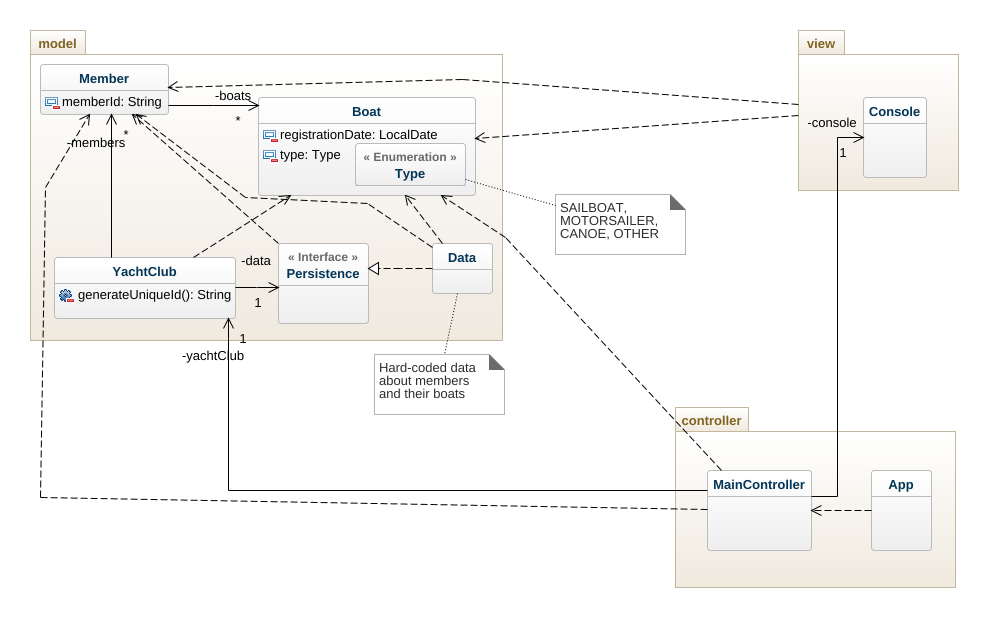 model
view
Member
memberId: String
-boats
*
Boat
registrationDate: LocalDate
type: Type
« Enumeration »
Type
Console
-console
1
*
-members
SAILBOAT,
MOTORSAILER,
CANOE, OTHER
YachtClub
generateUniqueId(): String
-data
1
« Interface »
Persistence
Data
1
-yachtClub
Hard-coded data
about members
and their boats
controller
MainController
App